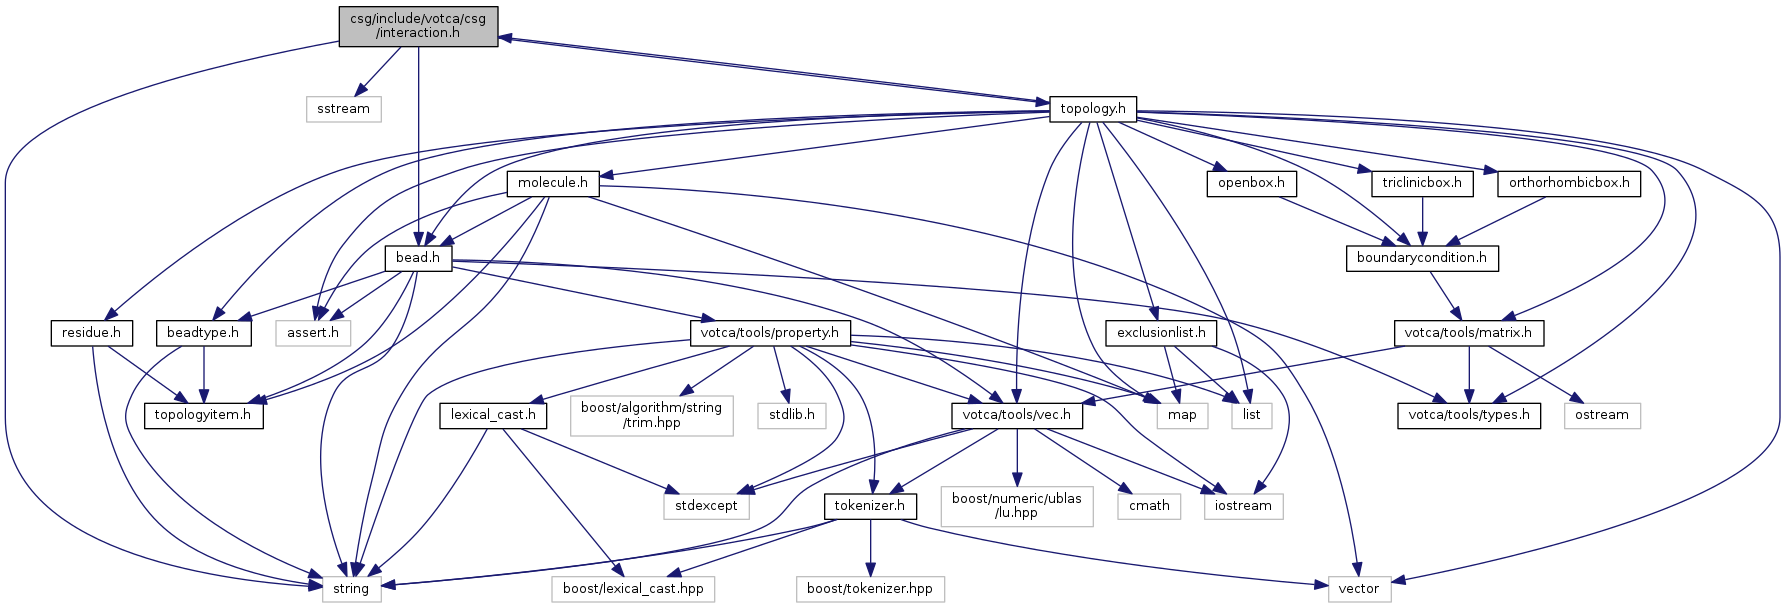 csg/include/votca/csg
/interaction.h
sstream
topology.h
molecule.h
openbox.h
triclinicbox.h
orthorhombicbox.h
bead.h
boundarycondition.h
residue.h
beadtype.h
assert.h
votca/tools/property.h
exclusionlist.h
votca/tools/matrix.h
topologyitem.h
lexical_cast.h
boost/algorithm/string
/trim.hpp
stdlib.h
votca/tools/vec.h
map
list
votca/tools/types.h
ostream
stdexcept
tokenizer.h
boost/numeric/ublas
/lu.hpp
cmath
iostream
string
boost/lexical_cast.hpp
boost/tokenizer.hpp
vector